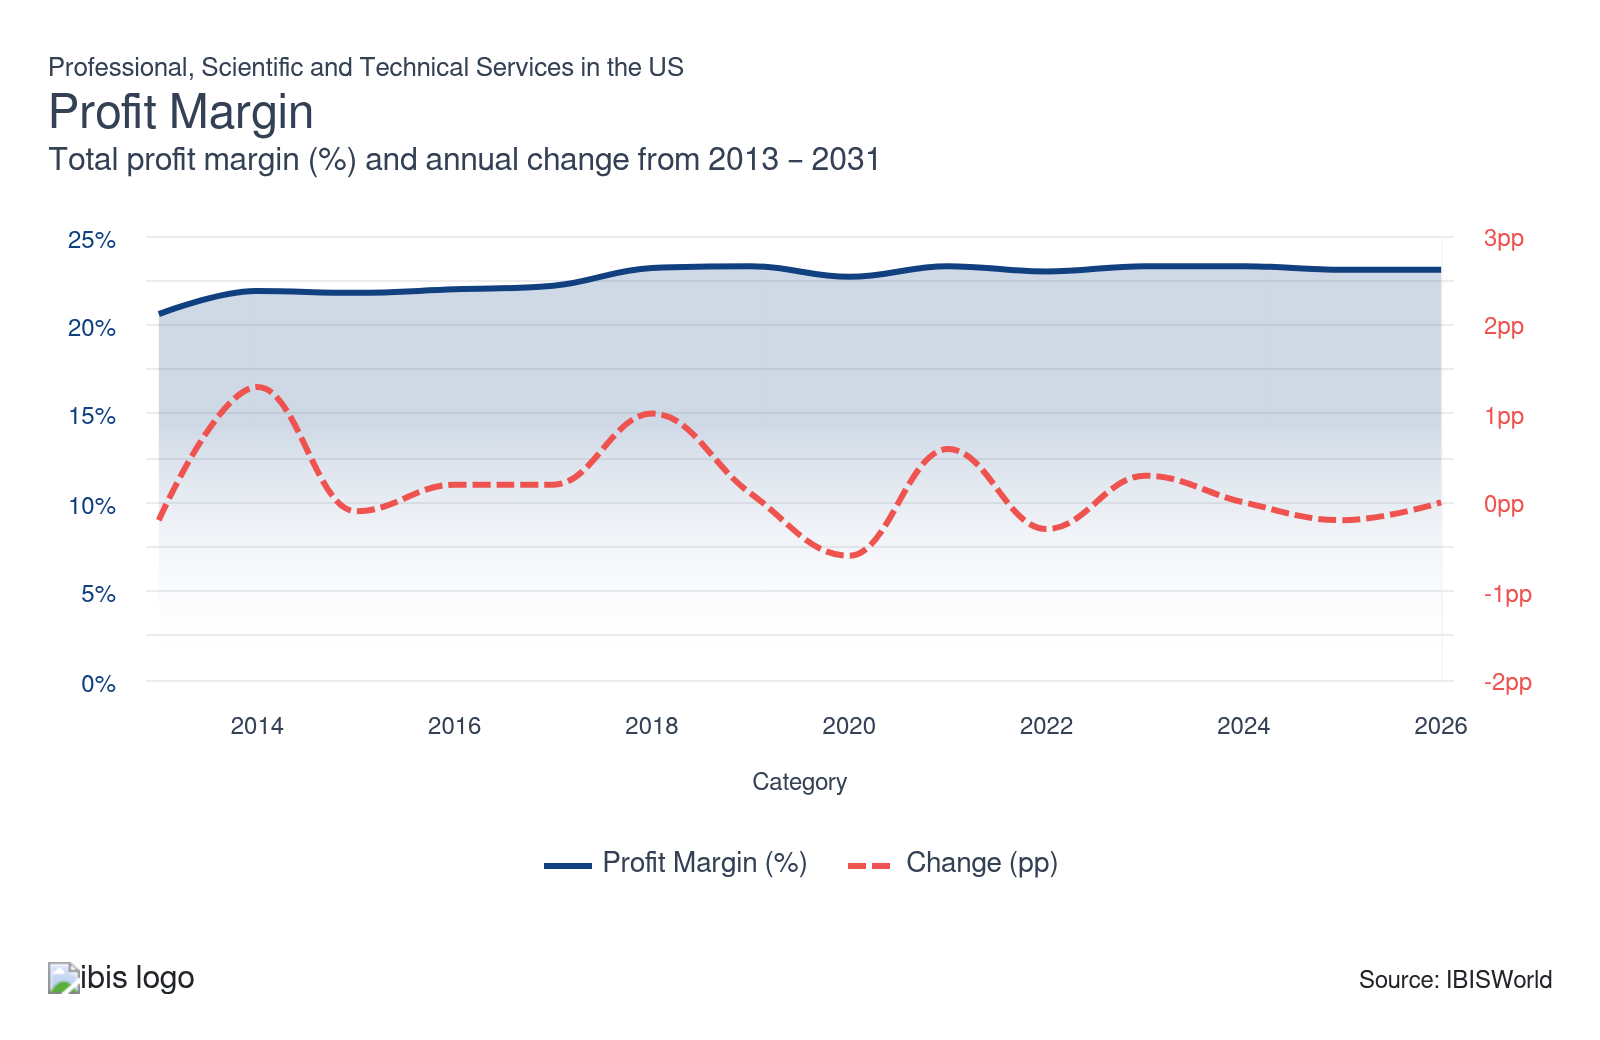 Professional, Scientific and Technical Services in the US
Profit Margin
Total profit margin (%) and annual change from 2013 – 2031
25%
20%
15%
10%
5%
0%
3pp
2pp
1pp
0pp
-1pp
-2pp
2014 2016 2018 2020 2022 2024 2026
Category
Profit Margin (%) Change (pp)
ibis logo
Source: IBISWorld